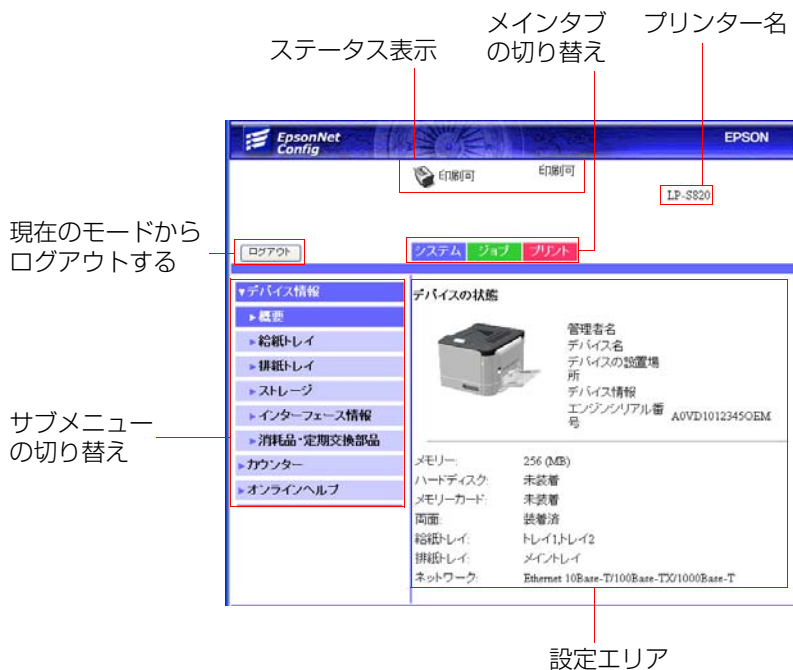 メインタブ
の切り替え
プリンター名
ステータス表示
EpsonNet
Config
EPSON
印刷可
印刷可
LP-S820
現在のモードから
ログアウトする
ログアウト
システム
ジョブ
プリント
▼デバイス情報
▶概要
▶給紙トレイ
▶排紙トレイ
▶ストレージ
▶インターフェース情報
▶消耗品・定期交換部品
▶カウンター
▶オンラインヘルプ
サブメニュー
の切り替え
デバイスの状態
管理者名
デバイス名
デバイスの設置場
所
デバイス情報
エンジンシリアル番
号
A0VD1012345OEM
メモリー: 256 (MB)
ハードディスク: 未装着
メモリーカード: 未装着
両面: 装着済
給紙トレイ: トレイ1,トレイ2
排紙トレイ: メイントレイ
ネットワーク: Ethernet 10Base-T/100Base-TX/1000Base-T
設定エリア